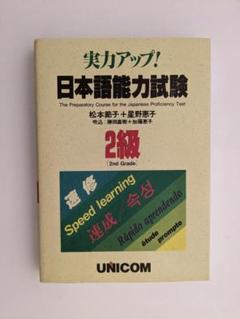 実力アップ!
日本語能力試験
The Preparatory Course for the Japanese Proficiency Test
松本節子+星野恵子
2級
[2nd Grade]
速修
Speed learning
速成
속성
Rápido aprendendo
étude prompte
UNICOM